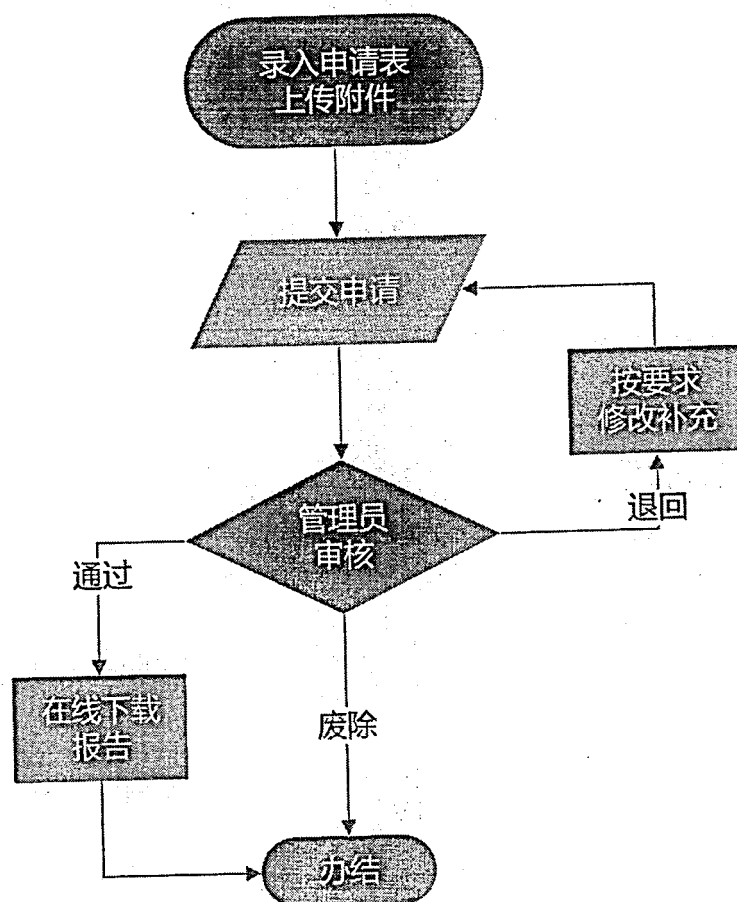 录入申请表
上传附件
提交申请
按要求
修改补充
管理员
审核
退回
通过
在线下载
报告
废除
办结